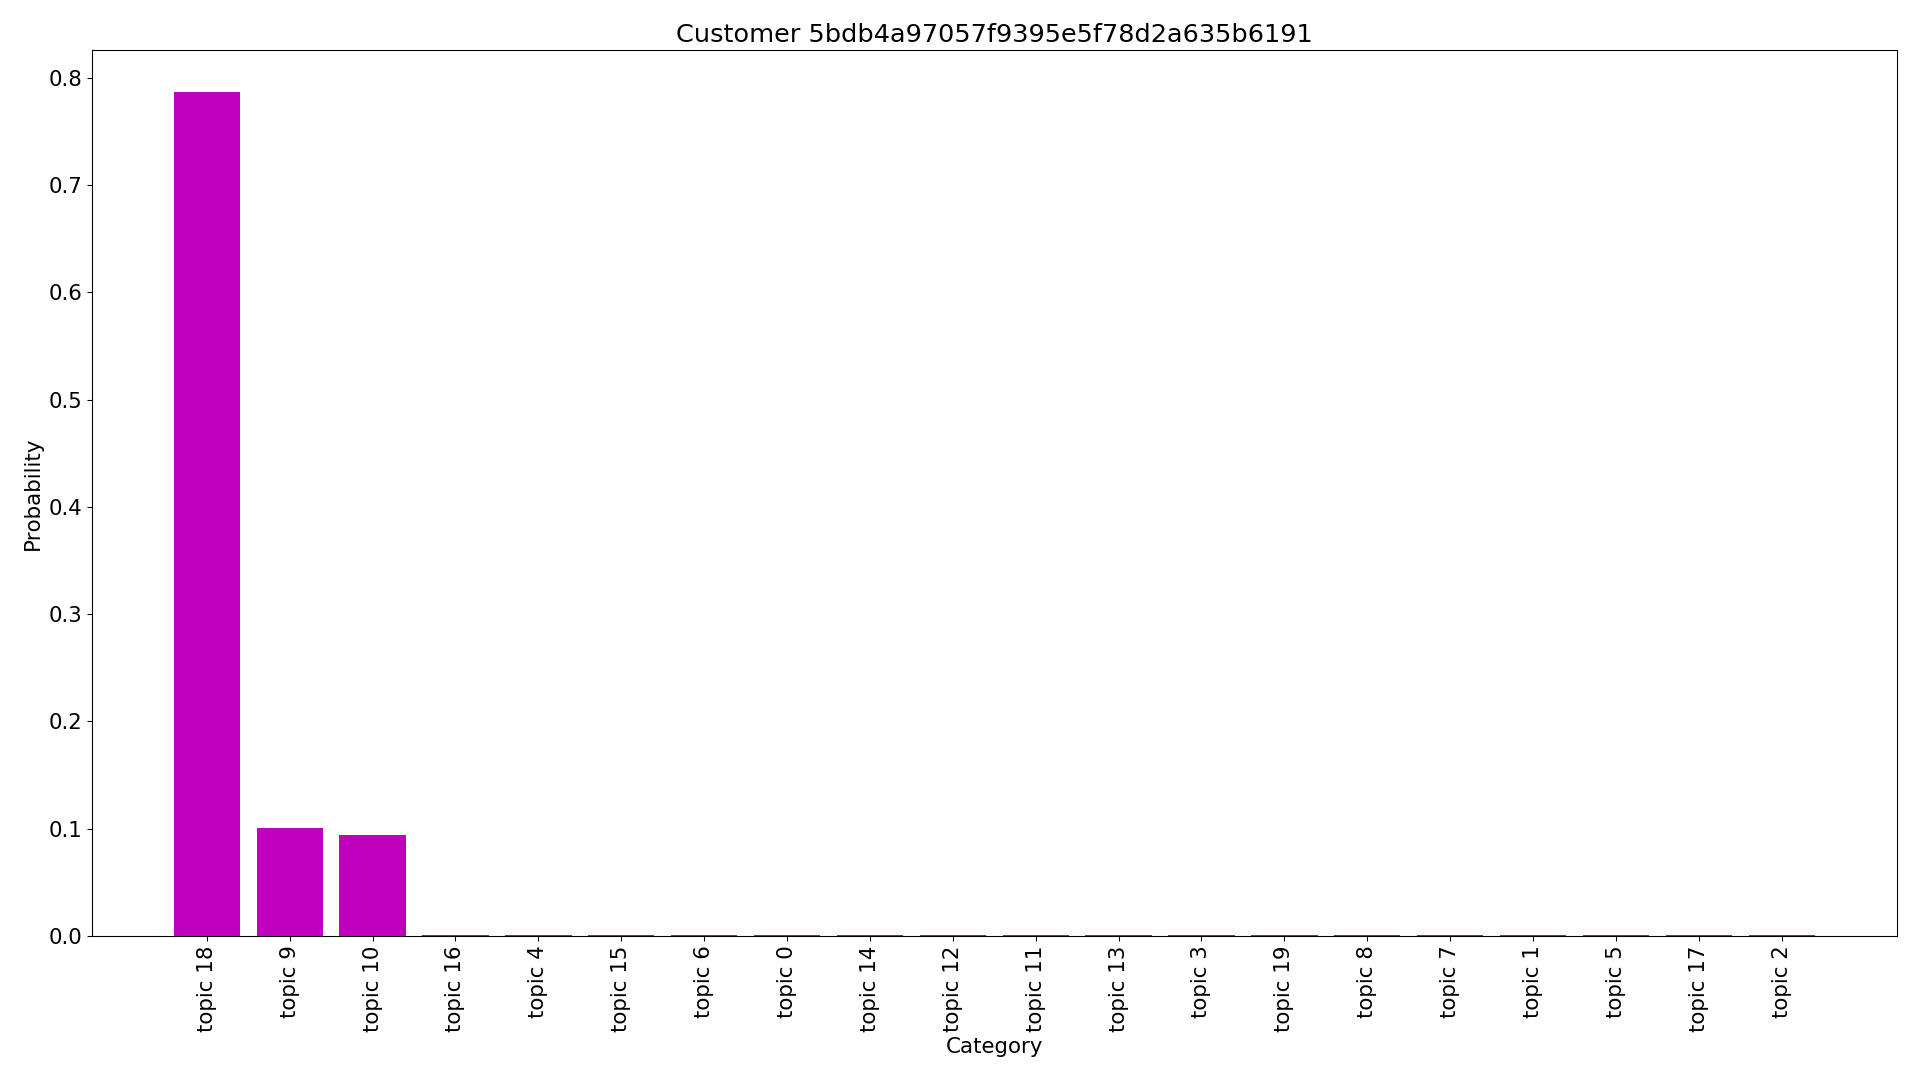 Customer 5bdb4a97057f9395e5f78d2a635b6191
0.8
0.7
0.6
0.5
0.4
0.3
0.2
0.1
0.0
Probability
topic 18
topic 9
topic 10
topic 16
topic 4
topic 15
topic 6
topic 0
topic 14
topic 12
topic 11
topic 13
topic 3
topic 19
topic 8
topic 7
topic 1
topic 5
topic 17
topic 2
Category